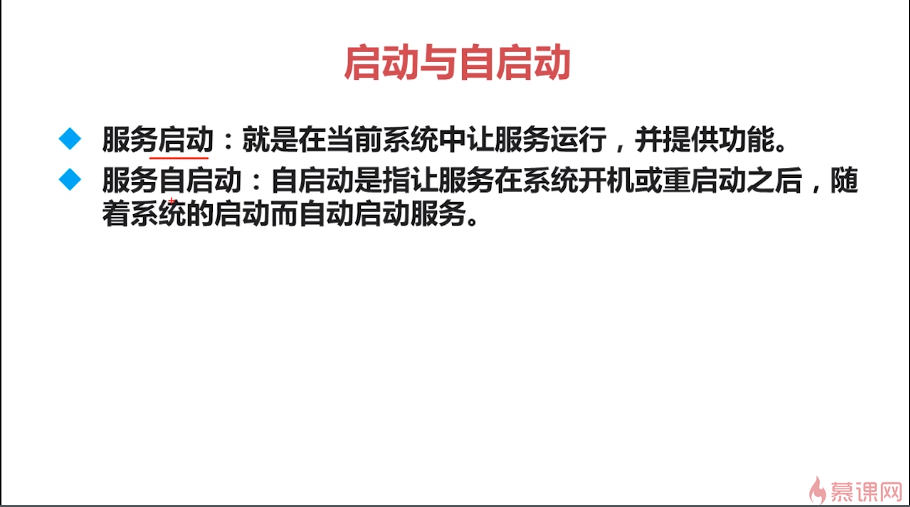 启动与自启动
服务启动：就是在当前系统中让服务运行，并提供功能。
服务自启动：自启动是指让服务在系统开机或重启动之后，随
着系统的启动而自动启动服务。
慕课网